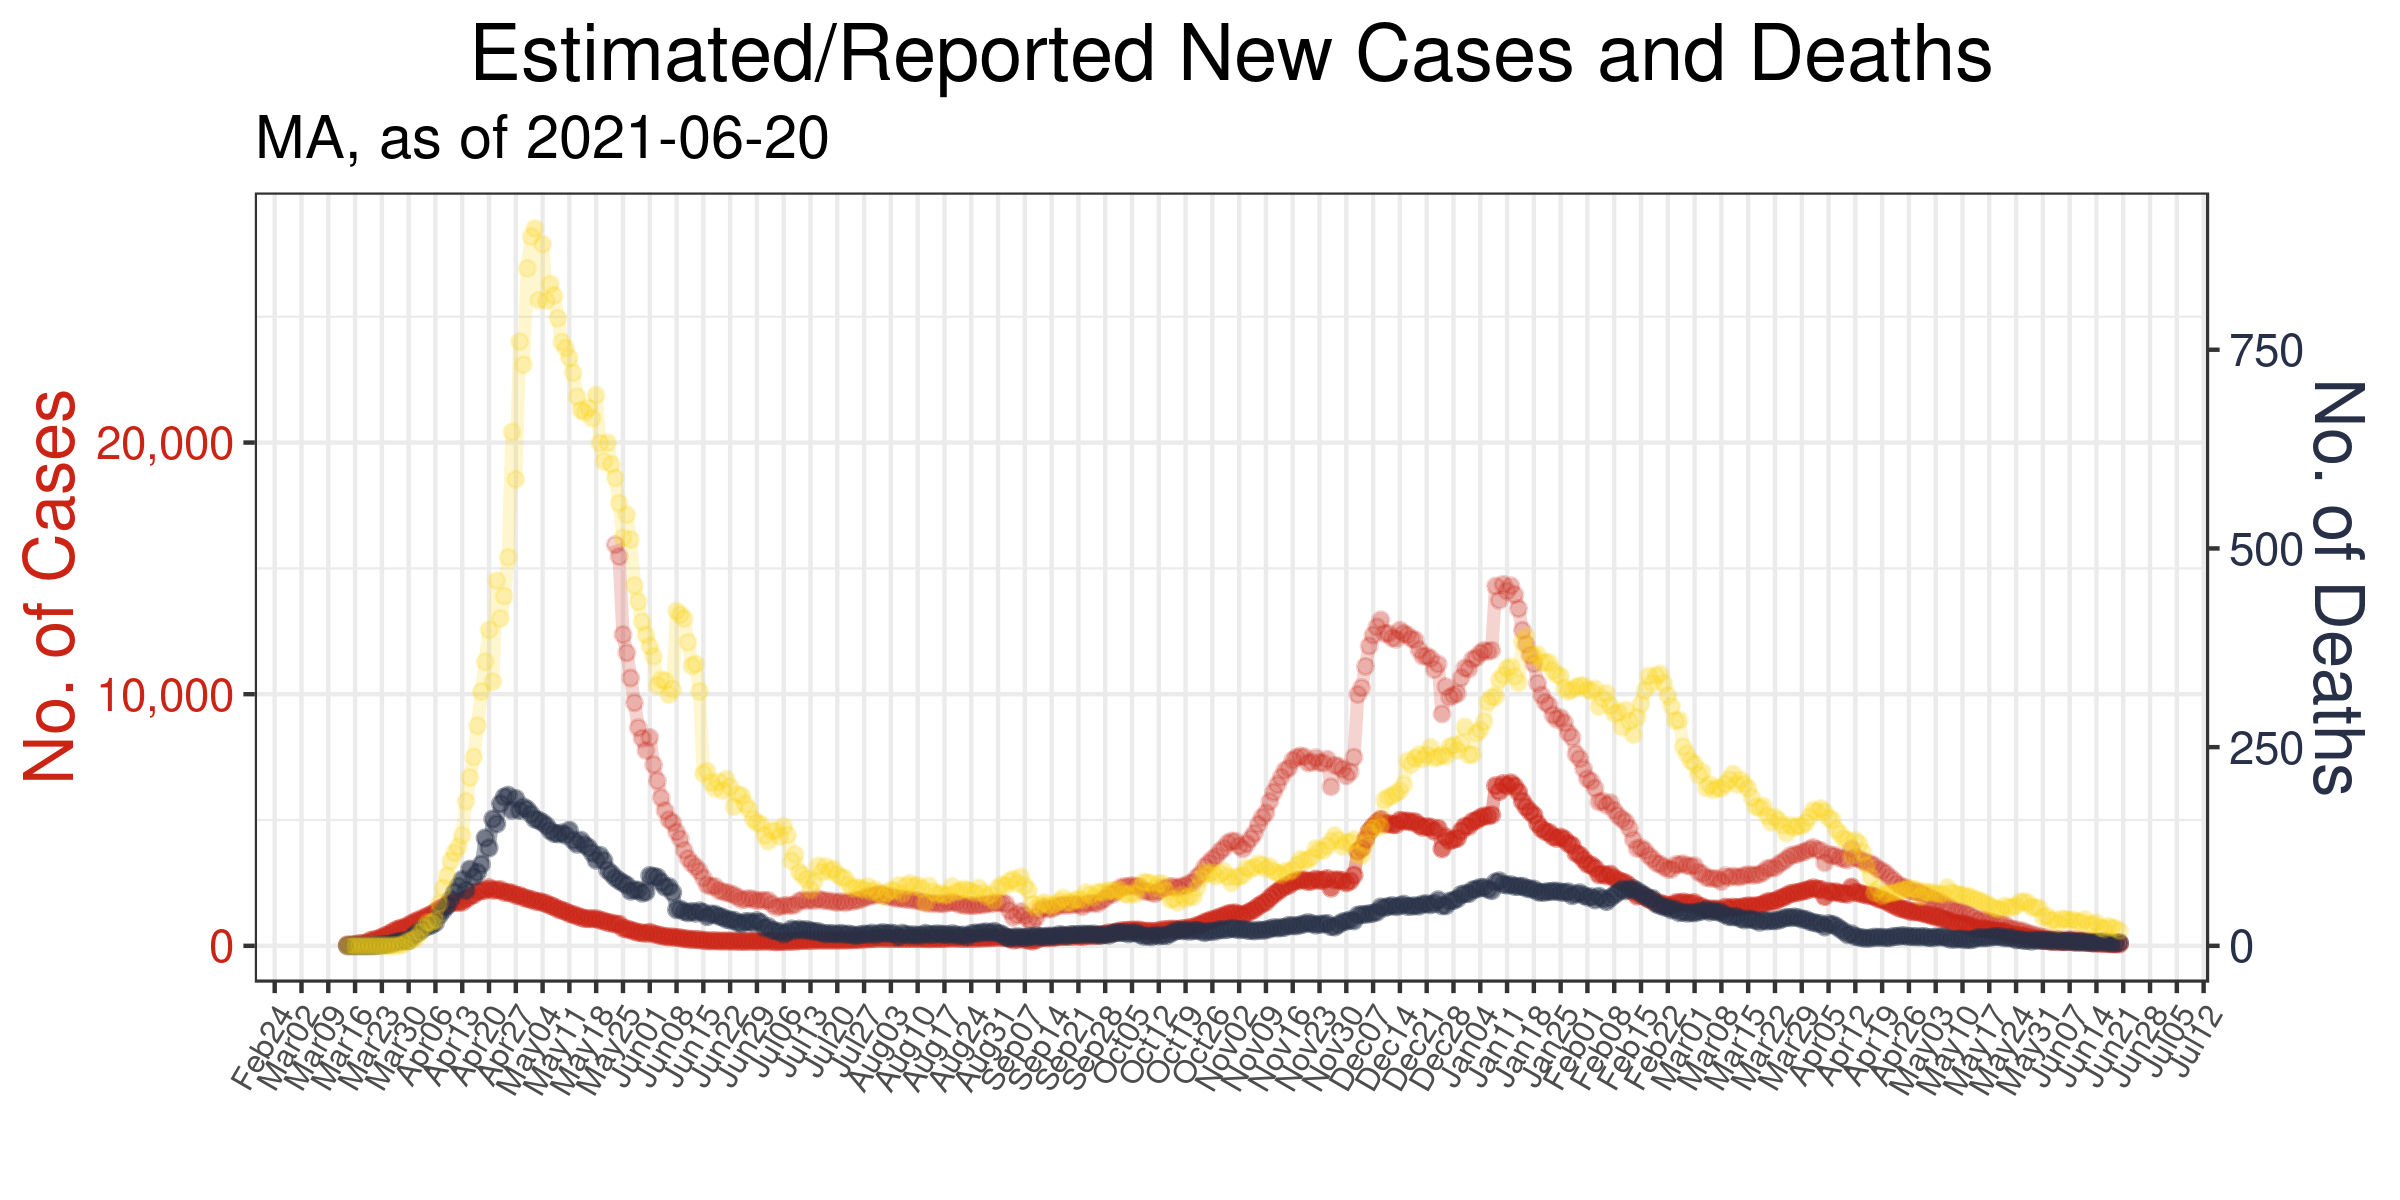 Estimated/Reported New Cases and Deaths
MA, as of 2021-06-20
No. of Cases
20,000
10,000
0
750
500
250
0
No. of Deaths
Feb24
Mar02
Mar09
Mar16
Mar23
Mar30
Apr06
Apr13
Apr20
Apr27
May04
May11
May18
May25
Jun01
Jun08
Jun15
Jun22
Jun29
Jul06
Jul13
Jul20
Jul27
Aug03
Aug10
Aug17
Aug24
Aug31
Sep07
Sep14
Sep21
Sep28
Oct05
Oct12
Oct19
Oct26
Nov02
Nov09
Nov16
Nov23
Nov30
Dec07
Dec14
Dec21
Dec28
Jan04
Jan11
Jan18
Jan25
Feb01
Feb08
Feb15
Feb22
Mar01
Mar08
Mar15
Mar22
Mar29
Apr05
Apr12
Apr19
Apr26
May03
May10
May17
May24
May31
Jun07
Jun14
Jun21
Jun28
Jul05
Jul12